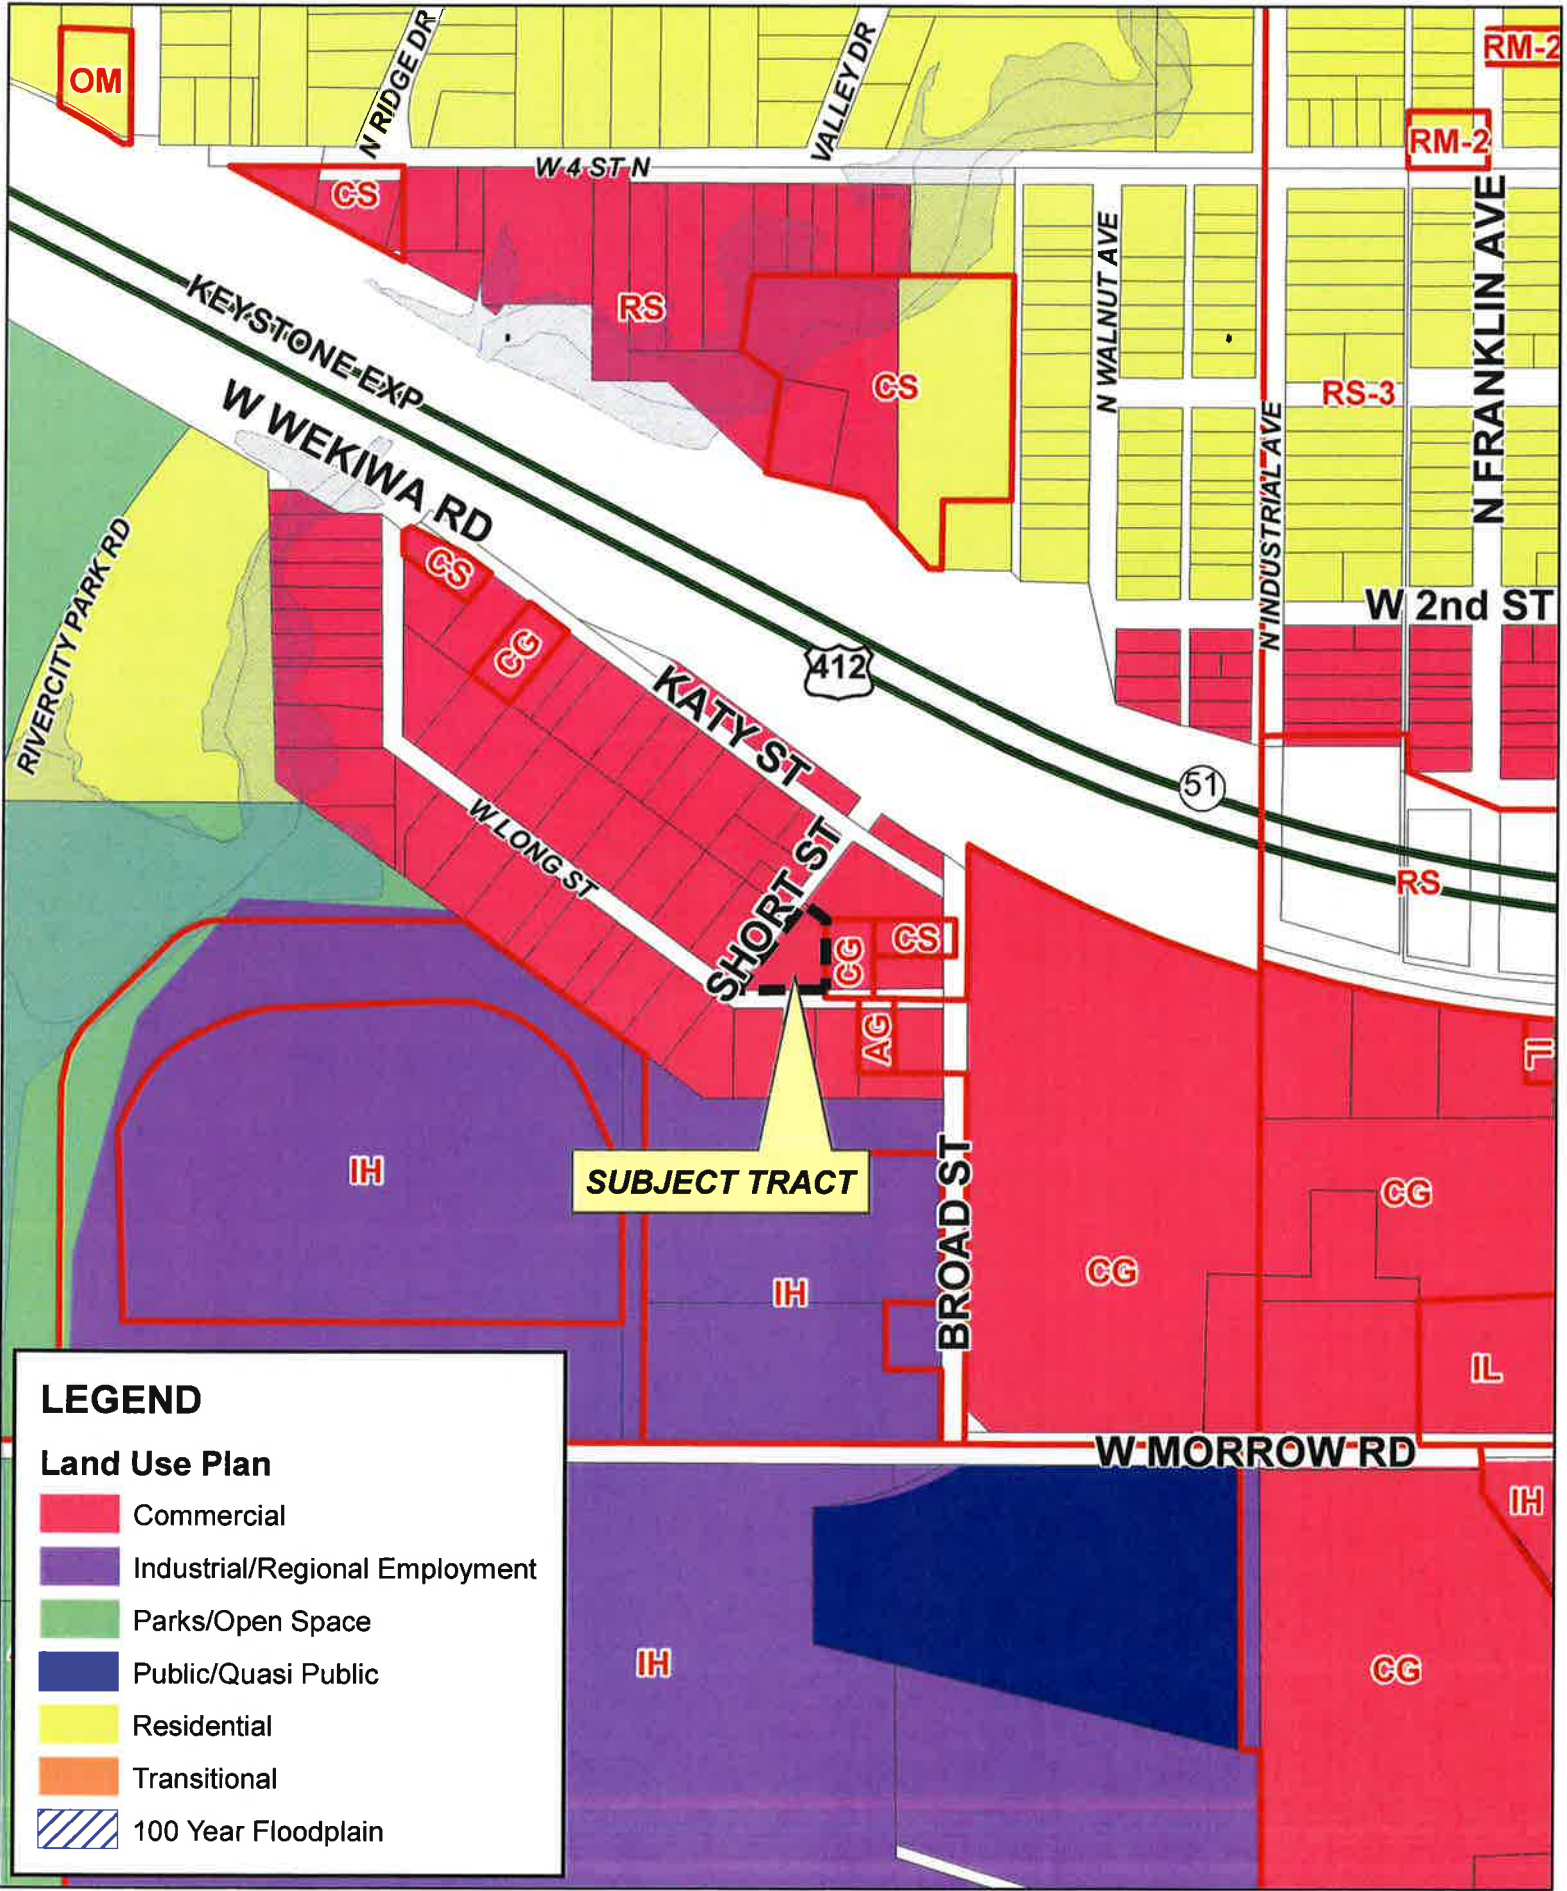 OM
N RIDGE DR
VALLEY DR
RM-2
RM-2
W 4 ST N
CS
RS
CS
N WALNUT AVE
N INDUSTRIAL AVE
RS-3
N FRANKLIN AVE
KEYSTONE EXP
W WEKIWA RD
RIVERCITY PARK RD
CS
CG
W 2nd ST
412
KATY ST
51
RS
W LONG ST
SHORT ST
CG
CS
AG
IL
SUBJECT TRACT
BROAD ST
IH
IH
CG
CG
IL
W MORROW RD
IH
IH
CG
LEGEND
Land Use Plan
Commercial
Industrial/Regional Employment
Parks/Open Space
Public/Quasi Public
Residential
Transitional
100 Year Floodplain